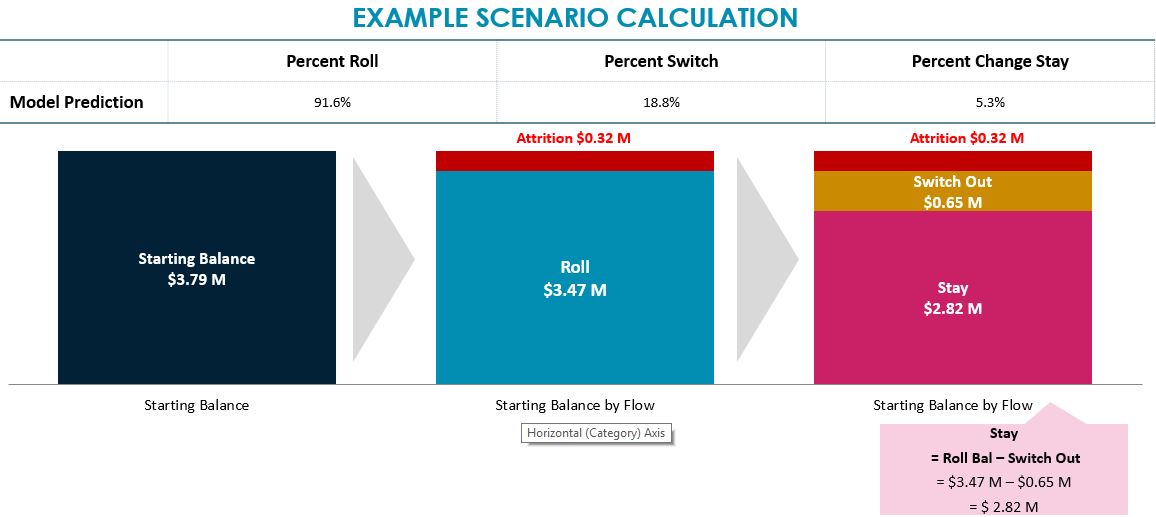 EXAMPLE SCENARIO CALCULATION
Percent Roll Percent Switch Percent Change Stay
Model Prediction 91.6% 18.8% 5.3%
Attrition $0.32 M
Attrition $0.32 M
Starting Balance
$3.79 M
Roll
$3.47 M
Switch Out
$0.65 M
Stay
$2.82 M
Starting Balance
Starting Balance by Flow
Starting Balance by Flow
Horizontal (Category) Axis
Stay
= Roll Bal – Switch Out
= $3.47 M – $0.65 M
= $ 2.82 M